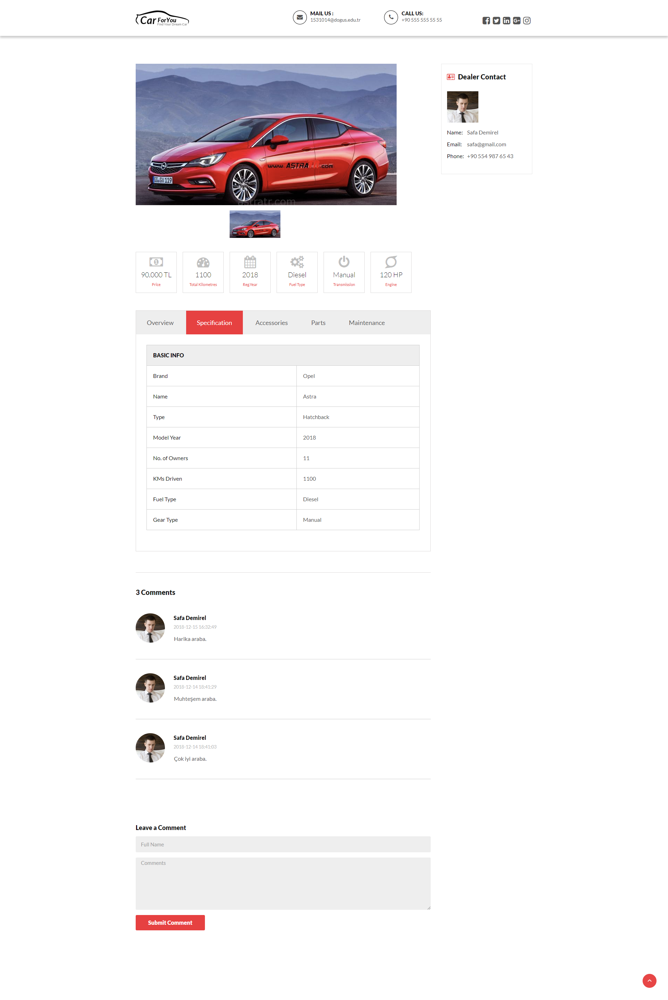 Car ForYou
Find Your Dream Car
MAIL US :
1531014@dogus.edu.tr
CALL US:
+90 555 555 55 55
Dealer Contact
Name: Safa Demirel
Email: safa@gmail.com
Phone: +90 554 987 65 43
www.ASTRATR.com
GG GV 119
astratr.com
90.000 TL
Price
1100
Total Kilometres
2018
Reg.Year
Diesel
Fuel Type
Manual
Transmission
120 HP
Engine
Overview Specification Accessories Parts Maintenance
BASIC INFO
Brand Opel
Name Astra
Type Hatchback
Model Year 2018
No. of Owners 11
KMs Driven 1100
Fuel Type Diesel
Gear Type Manual
3 Comments
Safa Demirel
2018-12-15 16:32:49
Harika araba.
Safa Demirel
2018-12-14 18:41:29
Muhteşem araba.
Safa Demirel
2018-12-14 18:41:03
Çok iyi araba.
Leave a Comment
Full Name
Comments
Submit Comment